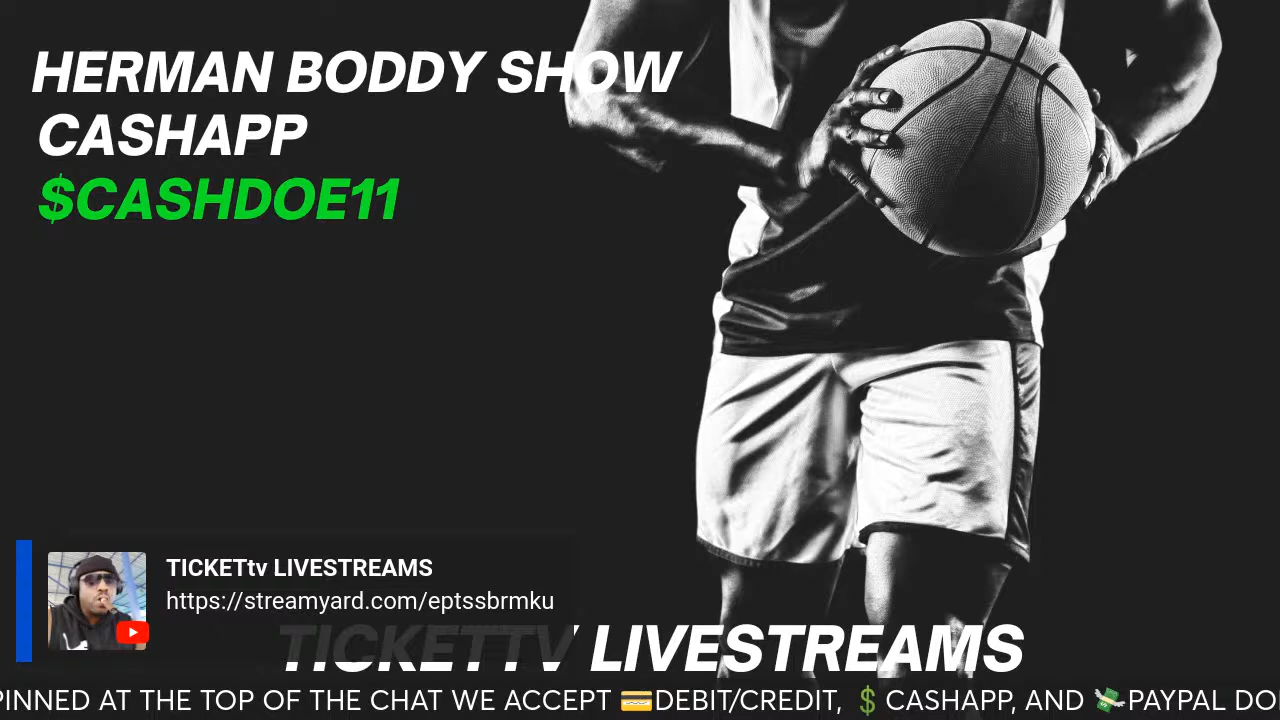 HERMAN BODDY SHOW
CASHAPP
$CASHDOE11
TICKETtv LIVESTREAMS
https://streamyard.com/eptssbrmku
TICKETTV LIVESTREAMS
PINNED AT THE TOP OF THE CHAT WE ACCEPT 💳DEBIT/CREDIT, 💲CASHAPP, AND 💸PAYPAL DO